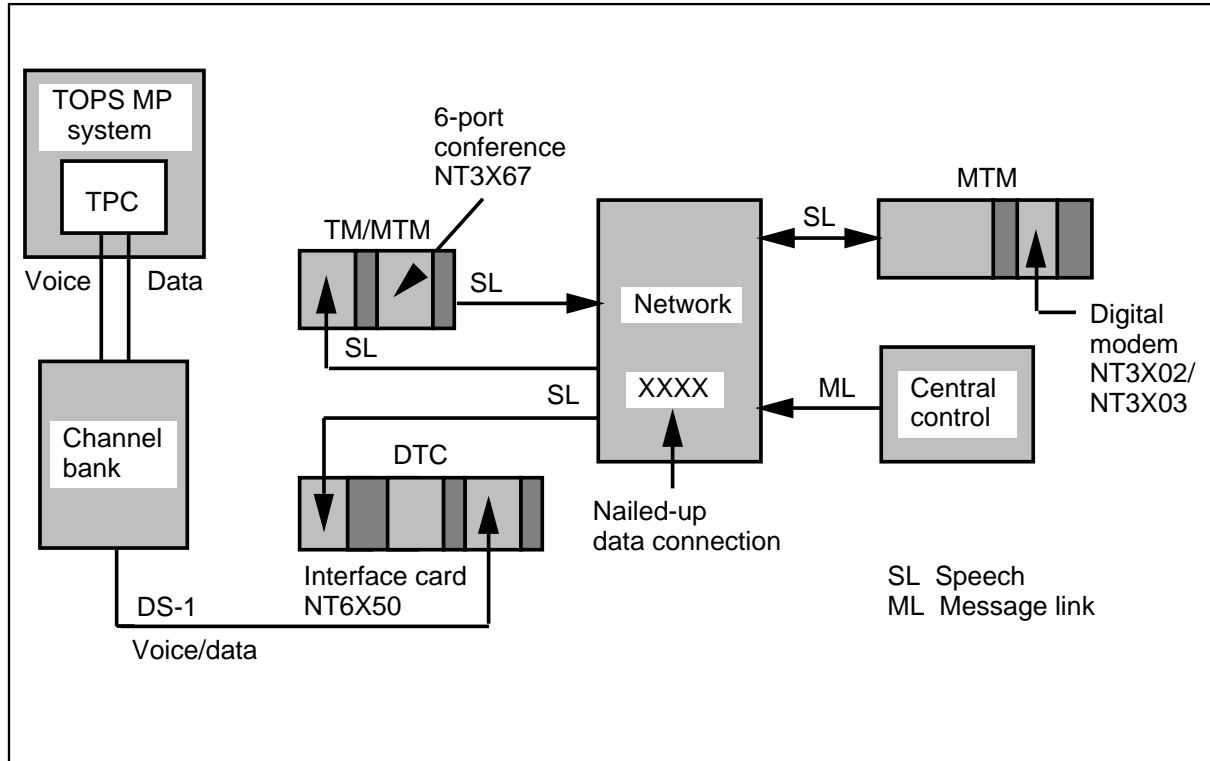 TOPS MP
system
TPC
Voice
Data
Channel
bank
DS-1
Voice/data
6-port
conference
NT3X67
TM/MTM
SL
SL
SL
DTC
Interface card
NT6X50
Network
XXXX
Nailed-up
data connection
SL
MTM
Digital
modem
NT3X02/
NT3X03
ML
Central
control
SL Speech
ML Message link